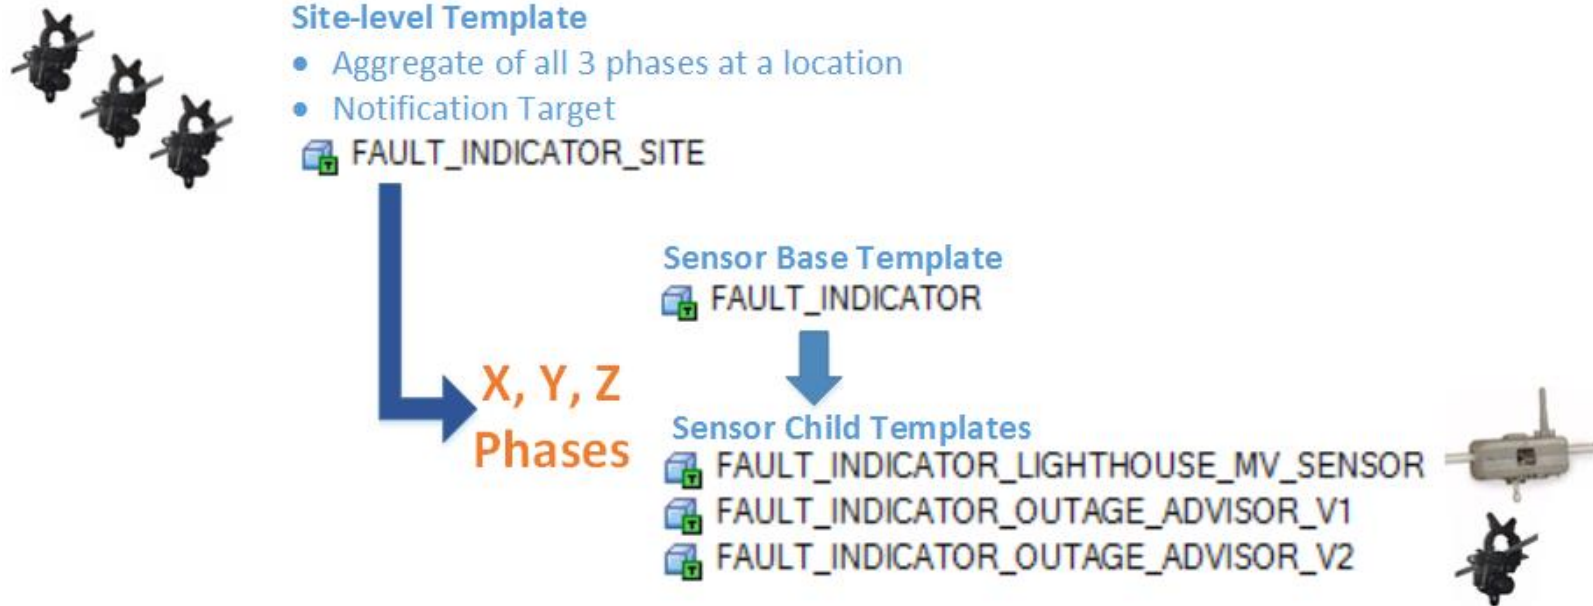 Site-level Template
• Aggregate of all 3 phases at a location
• Notification Target
FAULT_INDICATOR_SITE
Sensor Base Template
FAULT_INDICATOR
X, Y, Z
Phases
Sensor Child Templates
FAULT_INDICATOR_LIGHTHOUSE_MV_SENSOR
FAULT_INDICATOR_OUTAGE_ADVISOR_V1
FAULT_INDICATOR_OUTAGE_ADVISOR_V2